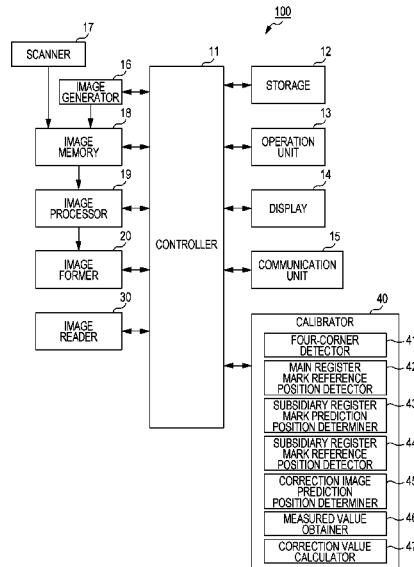 100
17
SCANNER
16
IMAGE
GENERATOR
18
IMAGE
MEMORY
19
IMAGE
PROCESSOR
20
IMAGE
FORMER
30
IMAGE
READER
11
CONTROLLER
12
STORAGE
13
OPERATION
UNIT
14
DISPLAY
15
COMMUNICATION
UNIT
40
CALIBRATOR
FOUR-CORNER
DETECTOR
41
MAIN REGISTER
MARK REFERENCE
POSITION DETECTOR
42
SUBSIDIARY REGISTER
MARK PREDICTION
POSITION DETERMINER
43
SUBSIDIARY REGISTER
MARK REFERENCE
POSITION DETECTOR
44
CORRECTION IMAGE
PREDICTION
POSITION DETERMINER
45
MEASURED VALUE
OBTAINER
46
CORRECTION VALUE
CALCULATOR
47